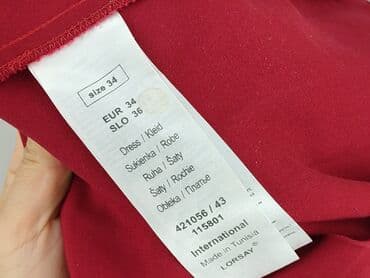 size 34
EUR 34
SLO 36
Dress / Kleid
Sukienka / Robe
Ruha / Šaty
Šaty / Rochie
Obleka / Платье
421056 / 43
115801
International
Made in Tunisia
LORSAY®